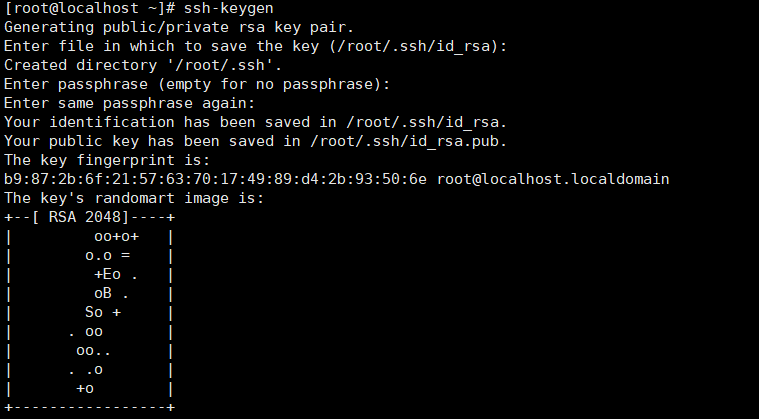 [root@localhost ~]# ssh-keygen
Generating public/private rsa key pair.
Enter file in which to save the key (/root/.ssh/id_rsa):
Created directory '/root/.ssh'.
Enter passphrase (empty for no passphrase):
Enter same passphrase again:
Your identification has been saved in /root/.ssh/id_rsa.
Your public key has been saved in /root/.ssh/id_rsa.pub.
The key fingerprint is:
b9:87:2b:6f:21:57:63:70:17:49:89:d4:2b:93:50:6e root@localhost.localdomain
The key's randomart image is:
+--[ RSA 2048]----+
|         oo+o+   |
|        o.o =    |
|         +Eo .   |
|         oB .    |
|        So +     |
|      . oo       |
|       oo..      |
|      . .o       |
|       +o        |
+-----------------+